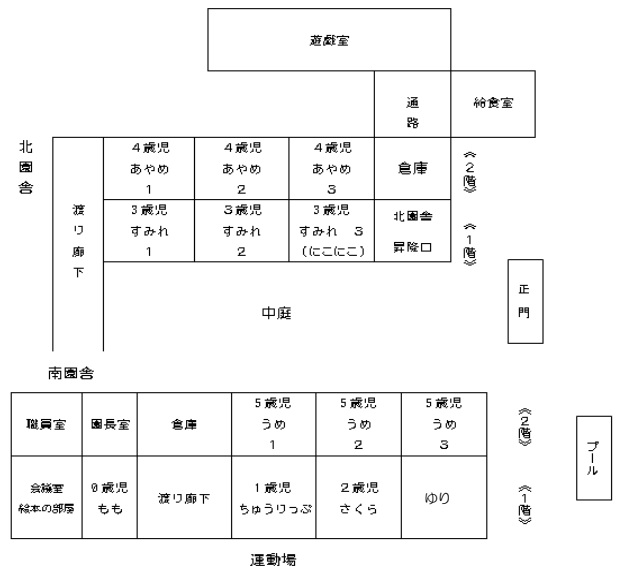 遊戯室
通
路
給食室
北
園
舎
4歳児
あやめ
1
4歳児
あやめ
2
4歳児
あやめ
3
倉庫
《2階》
渡
り
廊
下
3歳児
すみれ
1
3歳児
すみれ
2
3歳児
すみれ 3
(にこにこ)
北園舎
昇降口
《1階》
中庭
正
門
南園舎
職員室
園長室
倉庫
5歳児
うめ
1
5歳児
うめ
2
5歳児
うめ
3
《2階》
プール
会議室
絵本の部屋
0歳児
もも
渡り廊下
1歳児
ちゅうりっぷ
2歳児
さくら
ゆり
《1階》
運動場